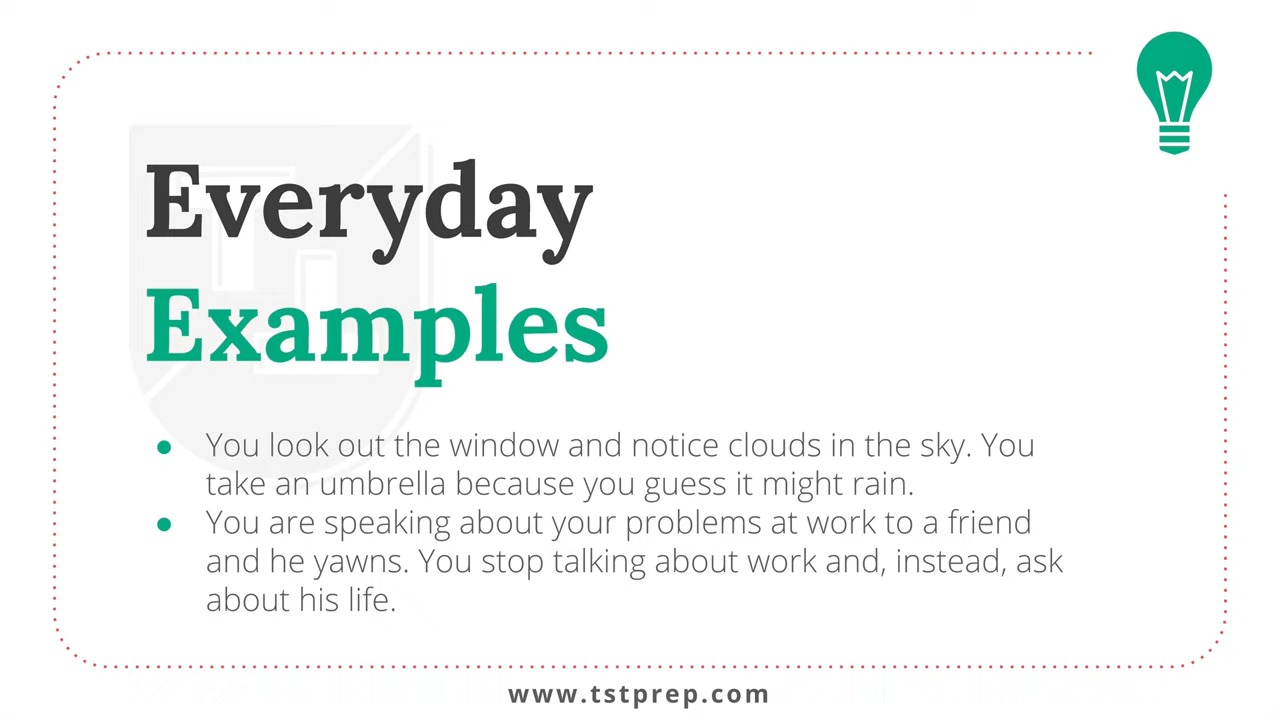 Everyday
Examples
● You look out the window and notice clouds in the sky. You
take an umbrella because you guess it might rain.
● You are speaking about your problems at work to a friend
and he yawns. You stop talking about work and, instead, ask
about his life.
www.tstprep.com